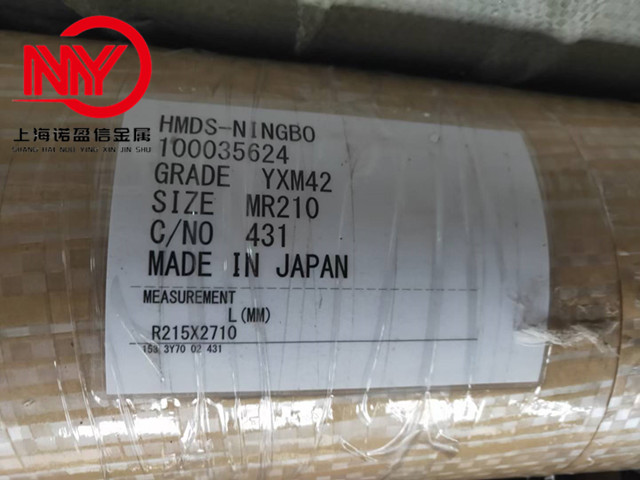 NY
上海诺盈信金属
SHANG HAI NUO YING XIN JIN SHU
HMDS-NINGBO
100035624
GRADE YXM42
SIZE MR210
C/NO 431
MADE IN JAPAN
MEASUREMENT
L(MM)
R215X2710
158 3Y70 02 431